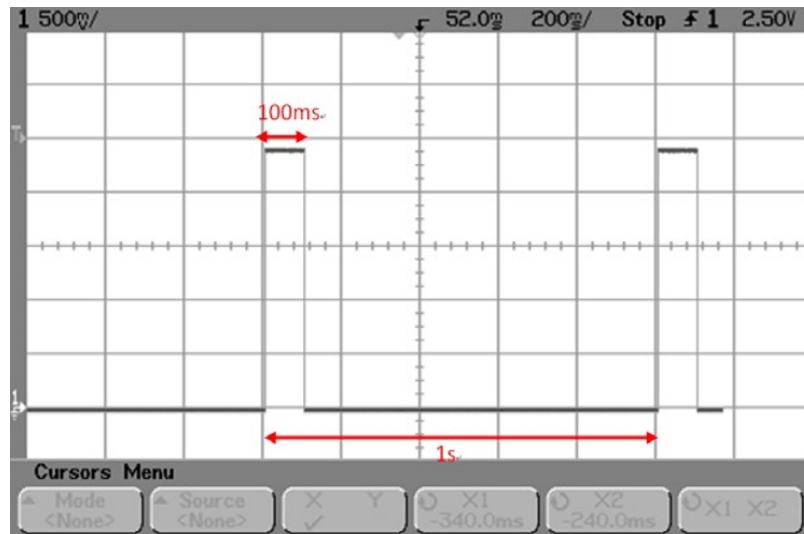 1 500mV/ 52.0ms 200ms/ Stop 1 2.50V
100ms
T
1
1s
Cursors Menu
Mode Source X Y X1 X2 X1 X2
<None> <None> -340.0ms -240.0ms